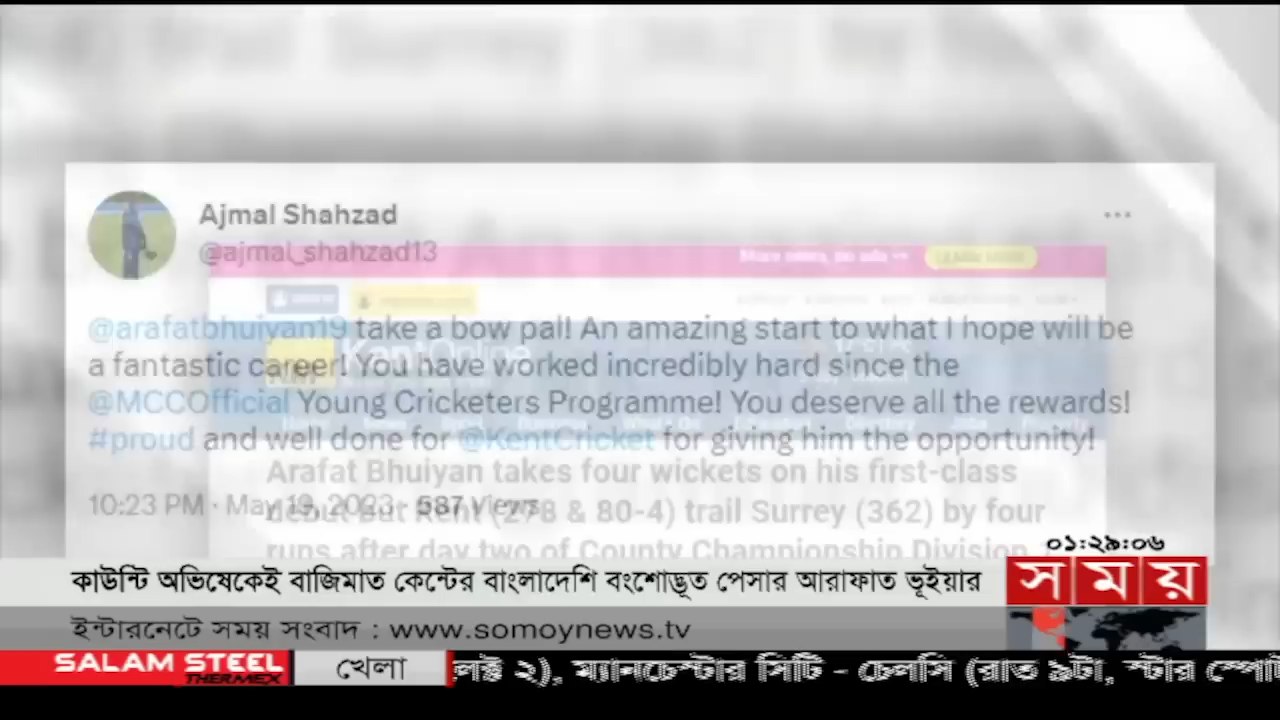 Ajmal Shahzad
@ajmal_shahzad13
@arafatbhuiyan19 take a bow pal! An amazing start to what I hope will be
a fantastic career! You have worked incredibly hard since the
@MCCOfficial Young Cricketers Programme! You deserve all the rewards!
#proud and well done for @KentCricket for giving him the opportunity!
10:23 PM · May 19, 2023 · 587 Views
KentOnline
Arafat Bhuiyan takes four wickets on his first-class
debut but Kent (278 & 80-4) trail Surrey (362) by four
runs after day two of County Championship Division
০১:২৯:০৬
কাউন্টি অভিষেকেই বাজিমাত কেন্টের বাংলাদেশি বংশোদ্ভূত পেসার আরাফাত ভূইয়ার
সময়
ইন্টারনেটে সময় সংবাদ : www.somoynews.tv
SALAM STEEL
THERMEX
খেলা
২), ম্যানচেস্টার সিটি - চেলসি (রাত ৯টা, স্টার